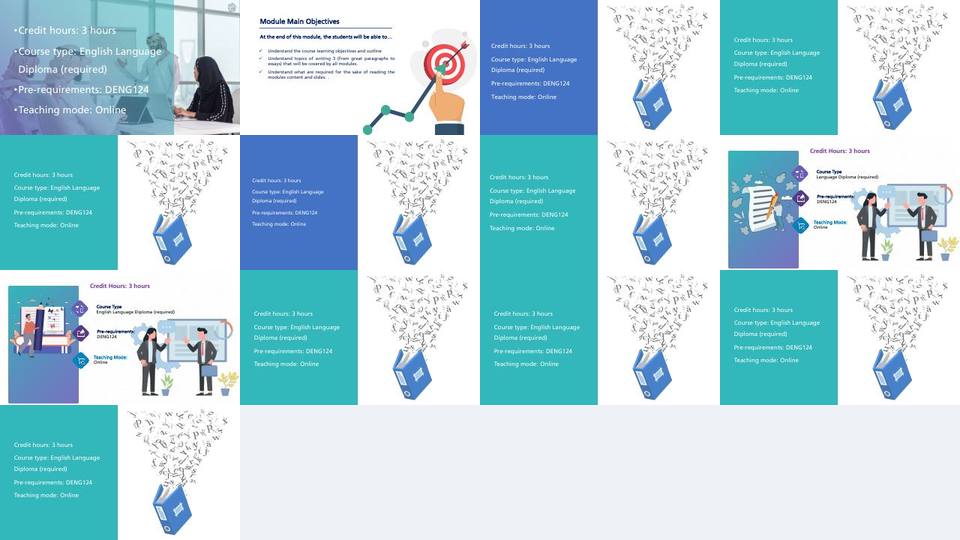 •Credit hours: 3 hours
•Course type: English Language
Diploma (required)
•Pre-requirements: DENG124
•Teaching mode: Online
Module Main Objectives
At the end of this module, you will be able to...
✓ Understand the course learning objectives and outline
✓ Understand topics of writing 3 (from great paragraphs to
essays) that will be covered by all modules.
✓ Understand what are required for the sake of reading the
modules content and slides.
Credit hours: 3 hours
Course type: English Language
Diploma (required)
Pre-requirements: DENG124
Teaching mode: Online
Credit hours: 3 hours
Course type: English Language
Diploma (required)
Pre-requirements: DENG124
Teaching mode: Online
Credit hours: 3 hours
Course type: English Language
Diploma (required)
Pre-requirements: DENG124
Teaching mode: Online
Credit hours: 3 hours
Course type: English Language
Diploma (required)
Pre-requirements: DENG124
Teaching mode: Online
Credit hours: 3 hours
Course type: English Language
Diploma (required)
Pre-requirements: DENG124
Teaching mode: Online
Credit Hours: 3 hours
Course Type
Language Diploma (required)
Pre-requirements:
DENG124
Teaching Mode:
Online
Credit Hours: 3 hours
Course Type
English Language Diploma (required)
Pre-requirements:
DENG124
Teaching Mode:
Online
Credit hours: 3 hours
Course type: English Language
Diploma (required)
Pre-requirements: DENG124
Teaching mode: Online
Credit hours: 3 hours
Course type: English Language
Diploma (required)
Pre-requirements: DENG124
Teaching mode: Online
Credit hours: 3 hours
Course type: English Language
Diploma (required)
Pre-requirements: DENG124
Teaching mode: Online
Credit hours: 3 hours
Course type: English Language
Diploma (required)
Pre-requirements: DENG124
Teaching mode: Online